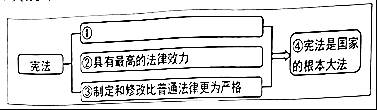 宪法
①
②具有最高的法律效力
③制定和修改比普通法律更为严格
④宪法是国家
的根本大法